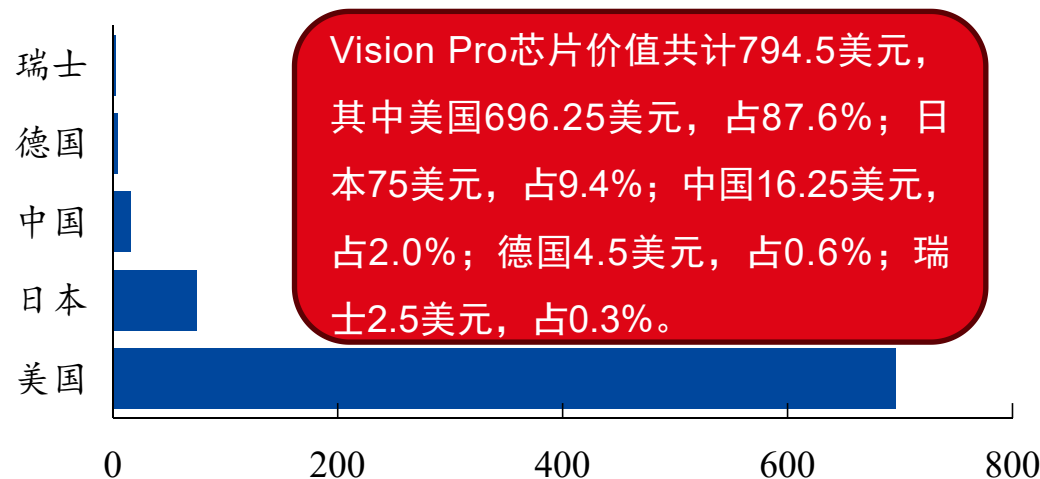 Vision Pro芯片价值共计794.5美元，
其中美国696.25美元，占87.6%；日
本75美元，占9.4%；中国16.25美元，
占2.0%；德国4.5美元，占0.6%；瑞
士2.5美元，占0.3%。
瑞士
德国
中国
日本
美国
0 200 400 600 800